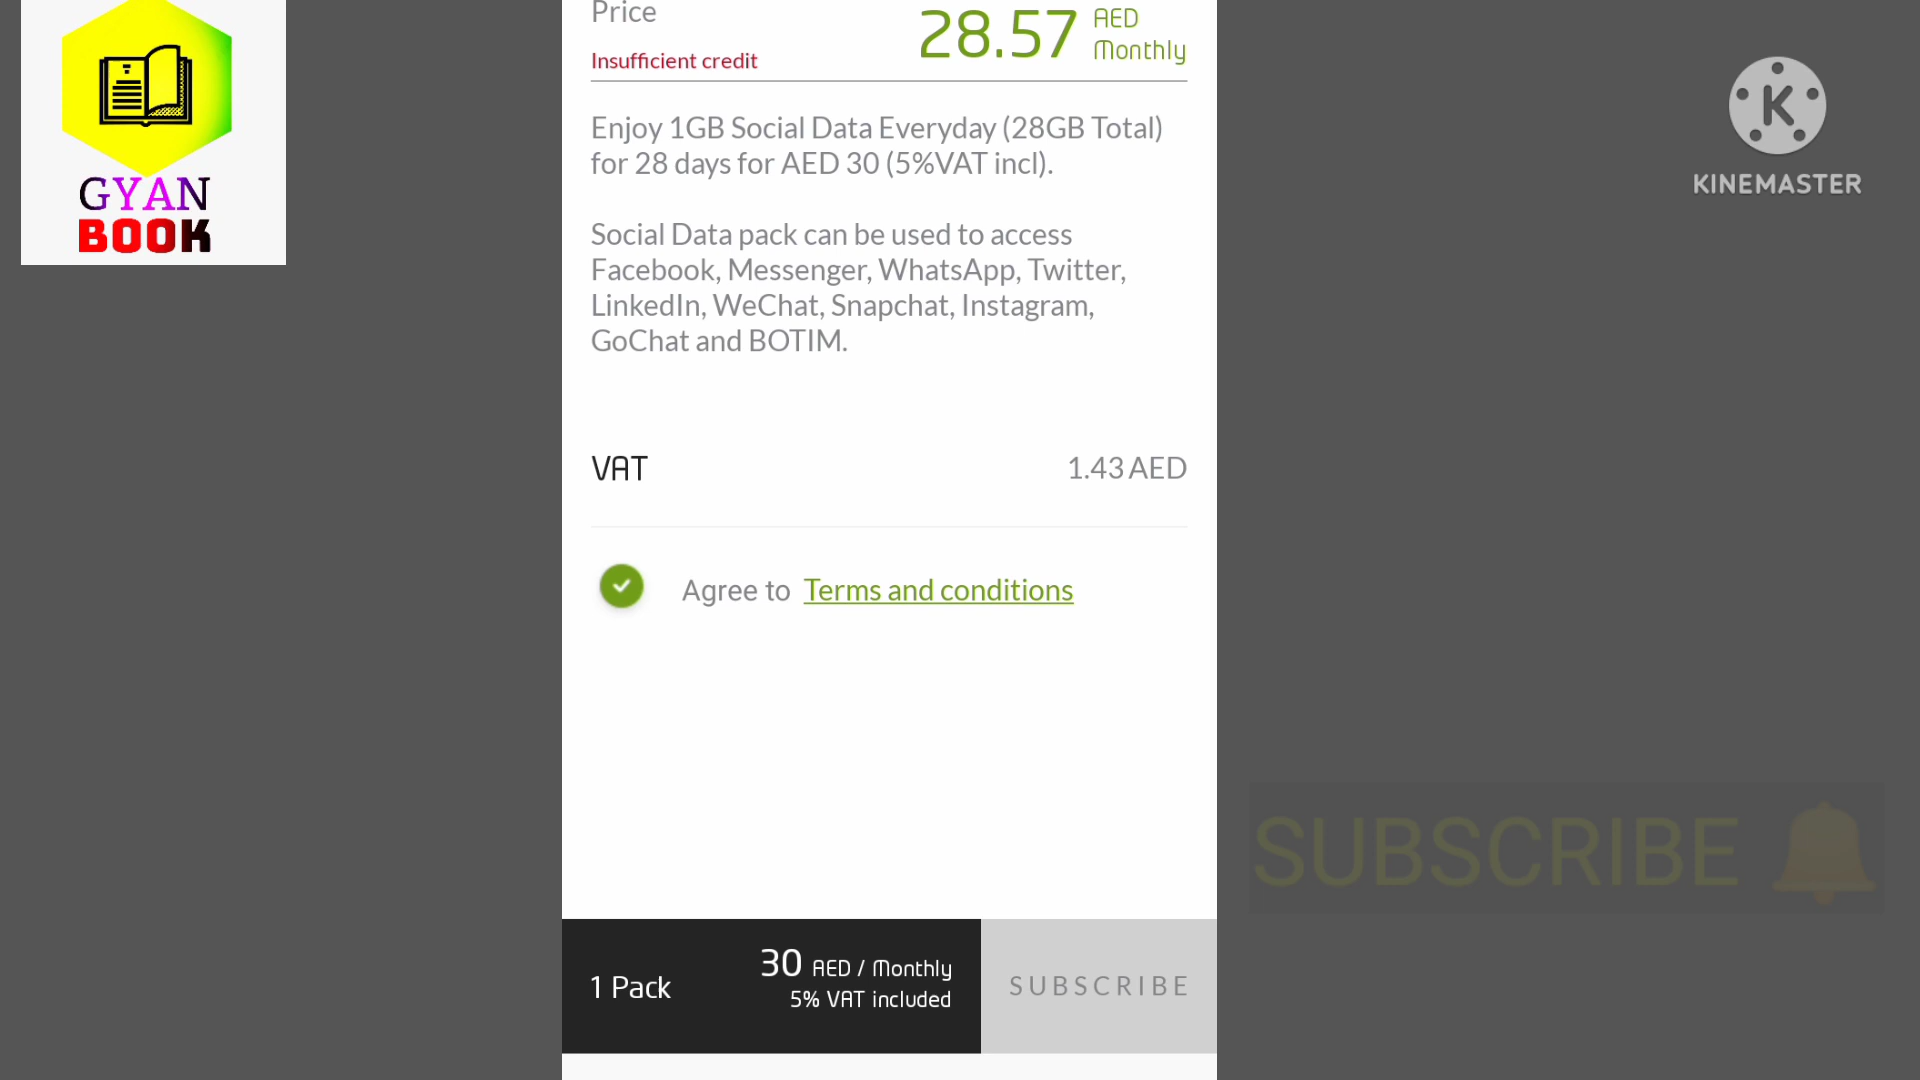 GYAN
BOOK
Price
28.57 AED
Monthly
Insufficient credit
Enjoy 1GB Social Data Everyday (28GB Total)
for 28 days for AED 30 (5%VAT incl).
Social Data pack can be used to access
Facebook, Messenger, WhatsApp, Twitter,
LinkedIn, WeChat, Snapchat, Instagram,
GoChat and BOTIM.
VAT 1.43 AED
Agree to Terms and conditions
1 Pack
30 AED / Monthly
5% VAT included
SUBSCRIBE
K
KINEMASTER
SUBSCRIBE